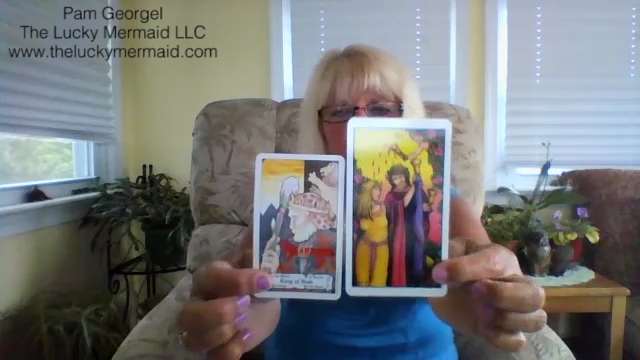 Pam Georgel
The Lucky Mermaid LLC
www.theluckymermaid.com
King of Rods